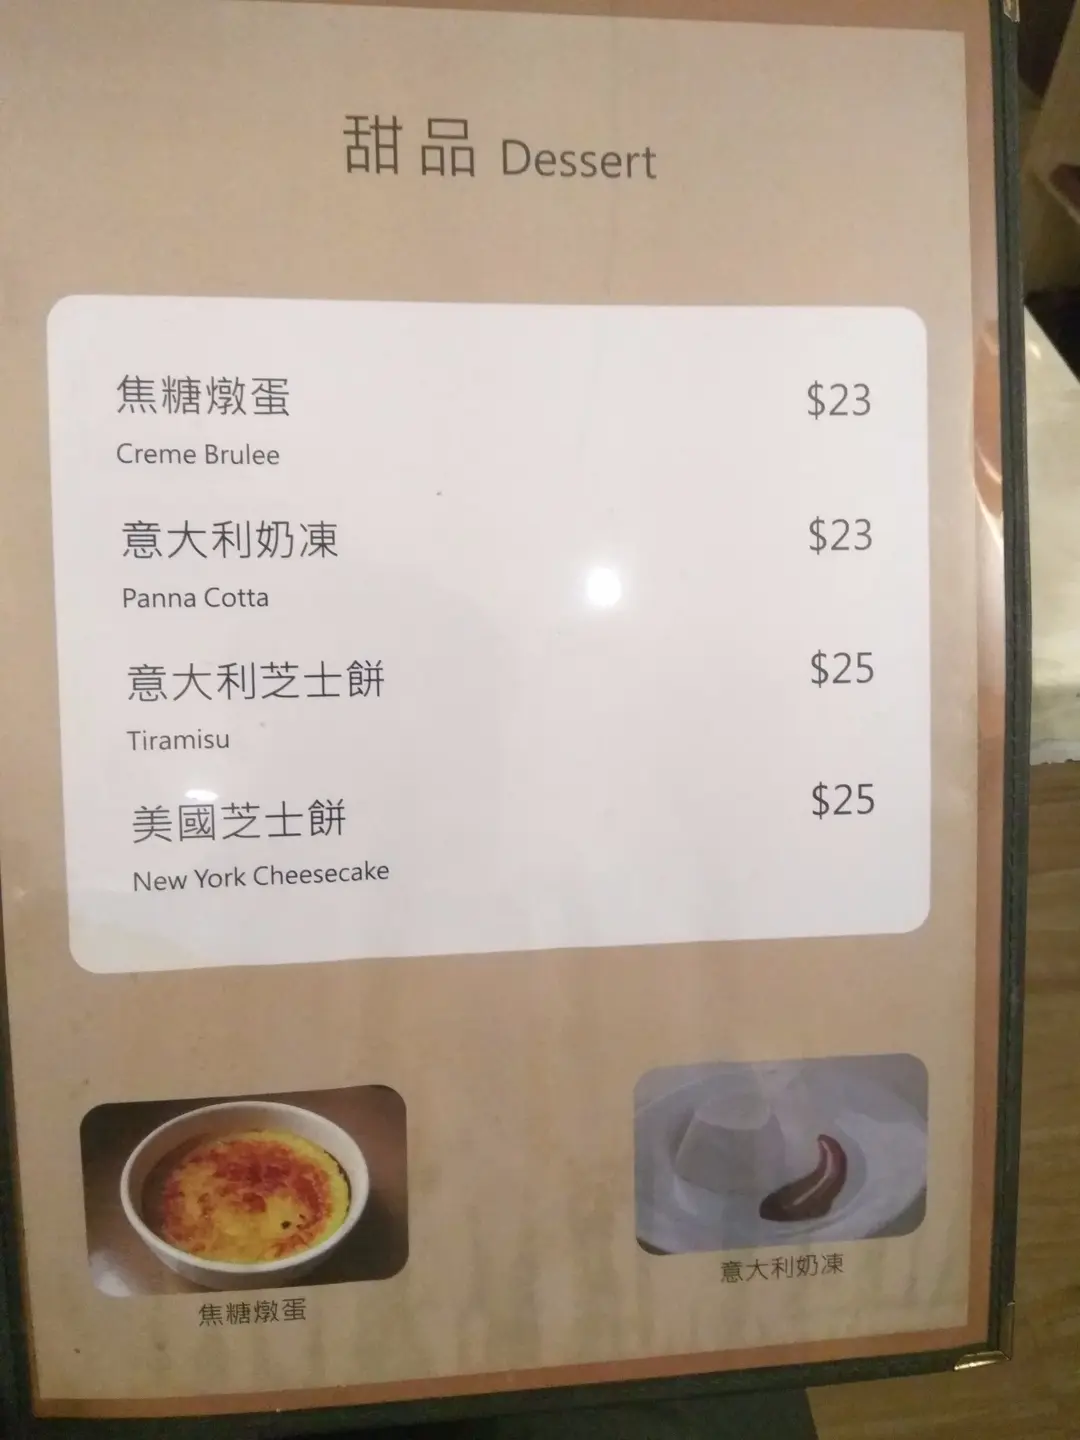 甜品 Dessert
焦糖燉蛋 $23
Creme Brulee
意大利奶凍 $23
Panna Cotta
意大利芝士餅 $25
Tiramisu
美國芝士餅 $25
New York Cheesecake
焦糖燉蛋
意大利奶凍